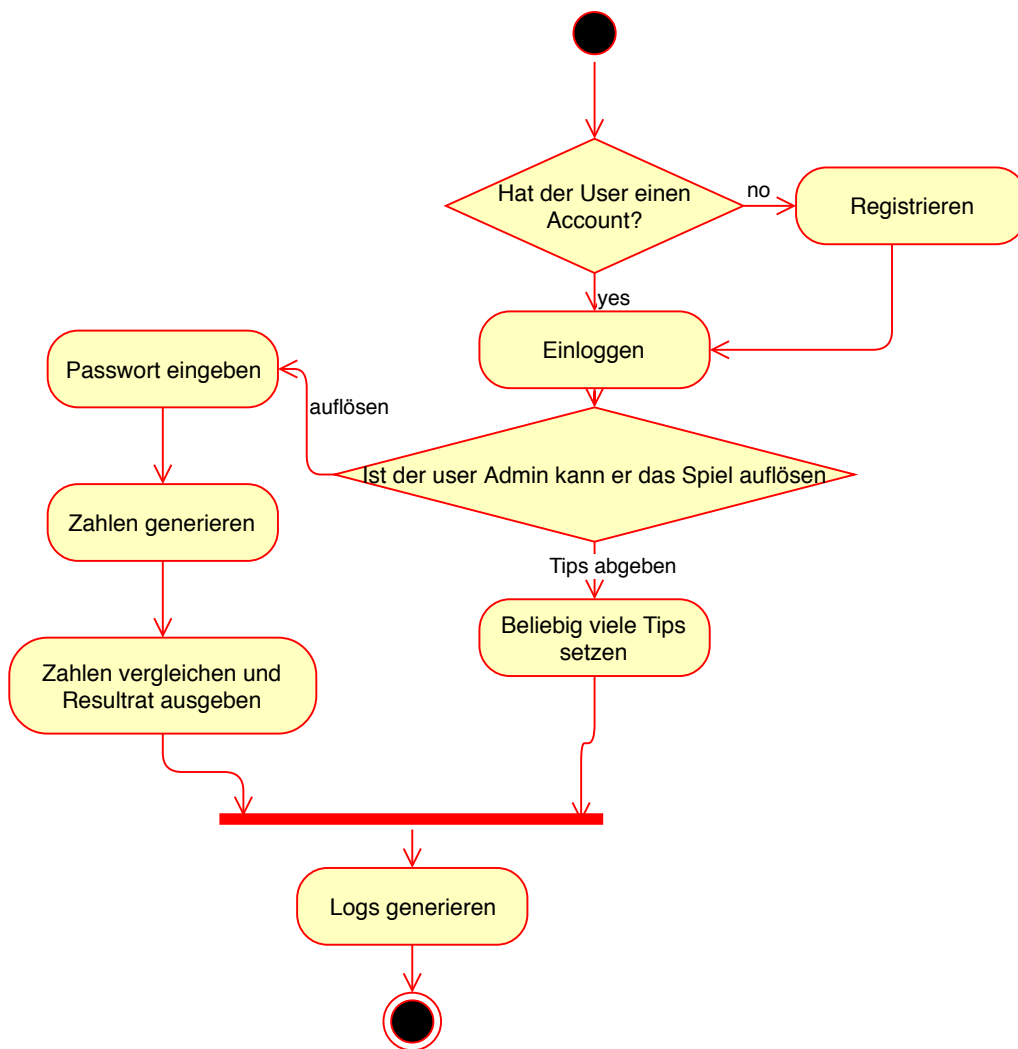 Hat der User einen
Account?
no
Registrieren
yes
Einloggen
Passwort eingeben
auflösen
Ist der user Admin kann er das Spiel auflösen
Zahlen generieren
Tips abgeben
Beliebig viele Tips
setzen
Zahlen vergleichen und
Resultrat ausgeben
Logs generieren